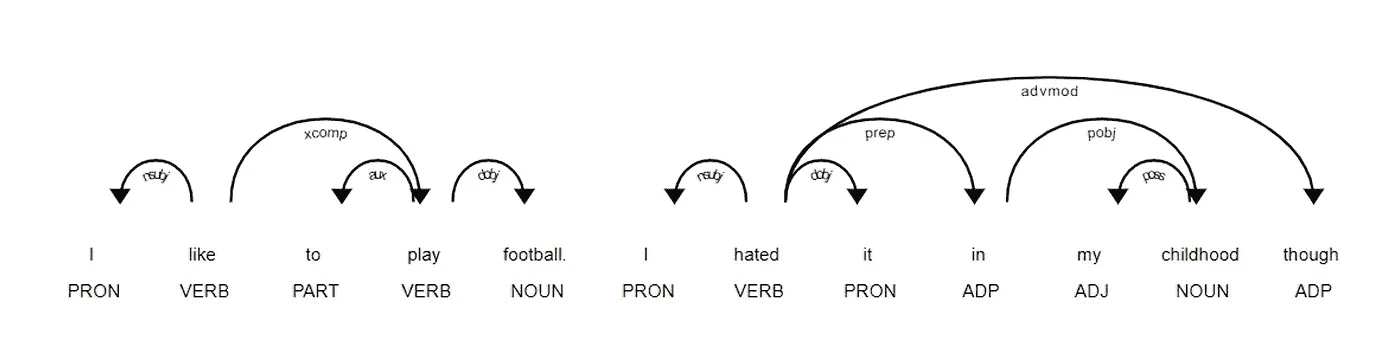 advmod
xcomp prep pobj
nsubj aux dobj nsubj dobj poss
I like to play football. I hated it in my childhood though
PRON VERB PART VERB NOUN PRON VERB PRON ADP ADJ NOUN ADP